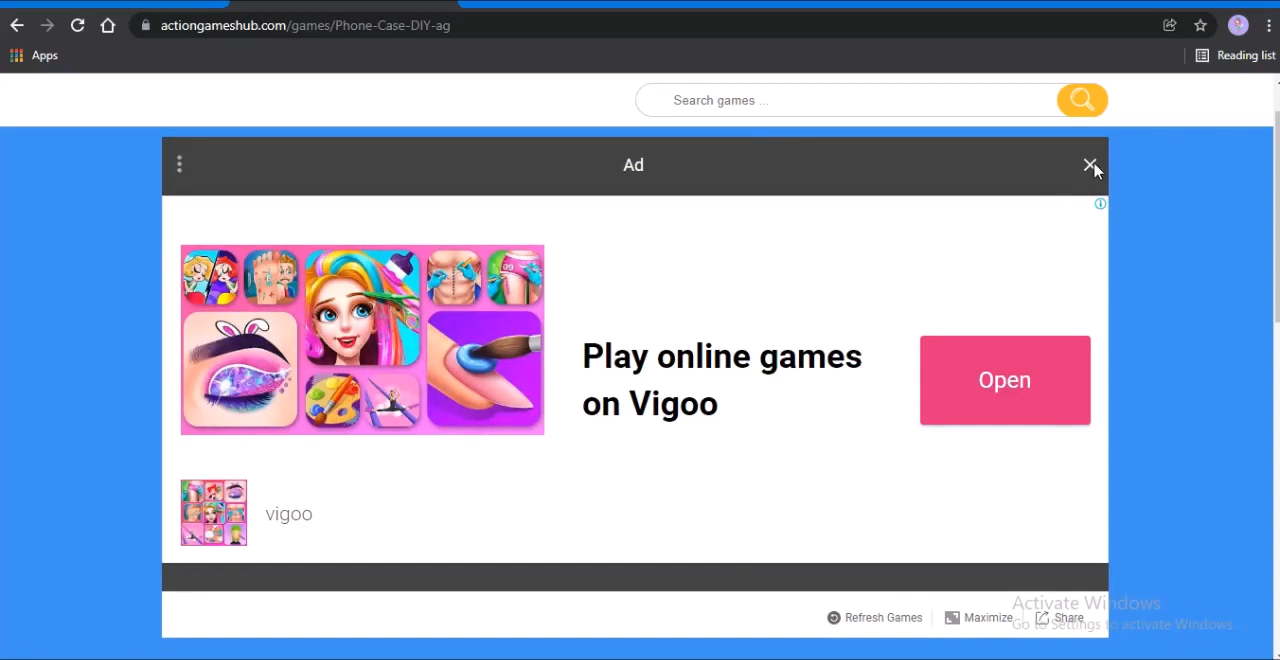 actiongameshub.com/games/Phone-Case-DIY-ag
Apps
Reading list
Search games ...
Ad
Play online games
on Vigoo
Open
vigoo
Refresh Games
Maximize
Share
Activate Windows
Go to Settings to activate Windows.